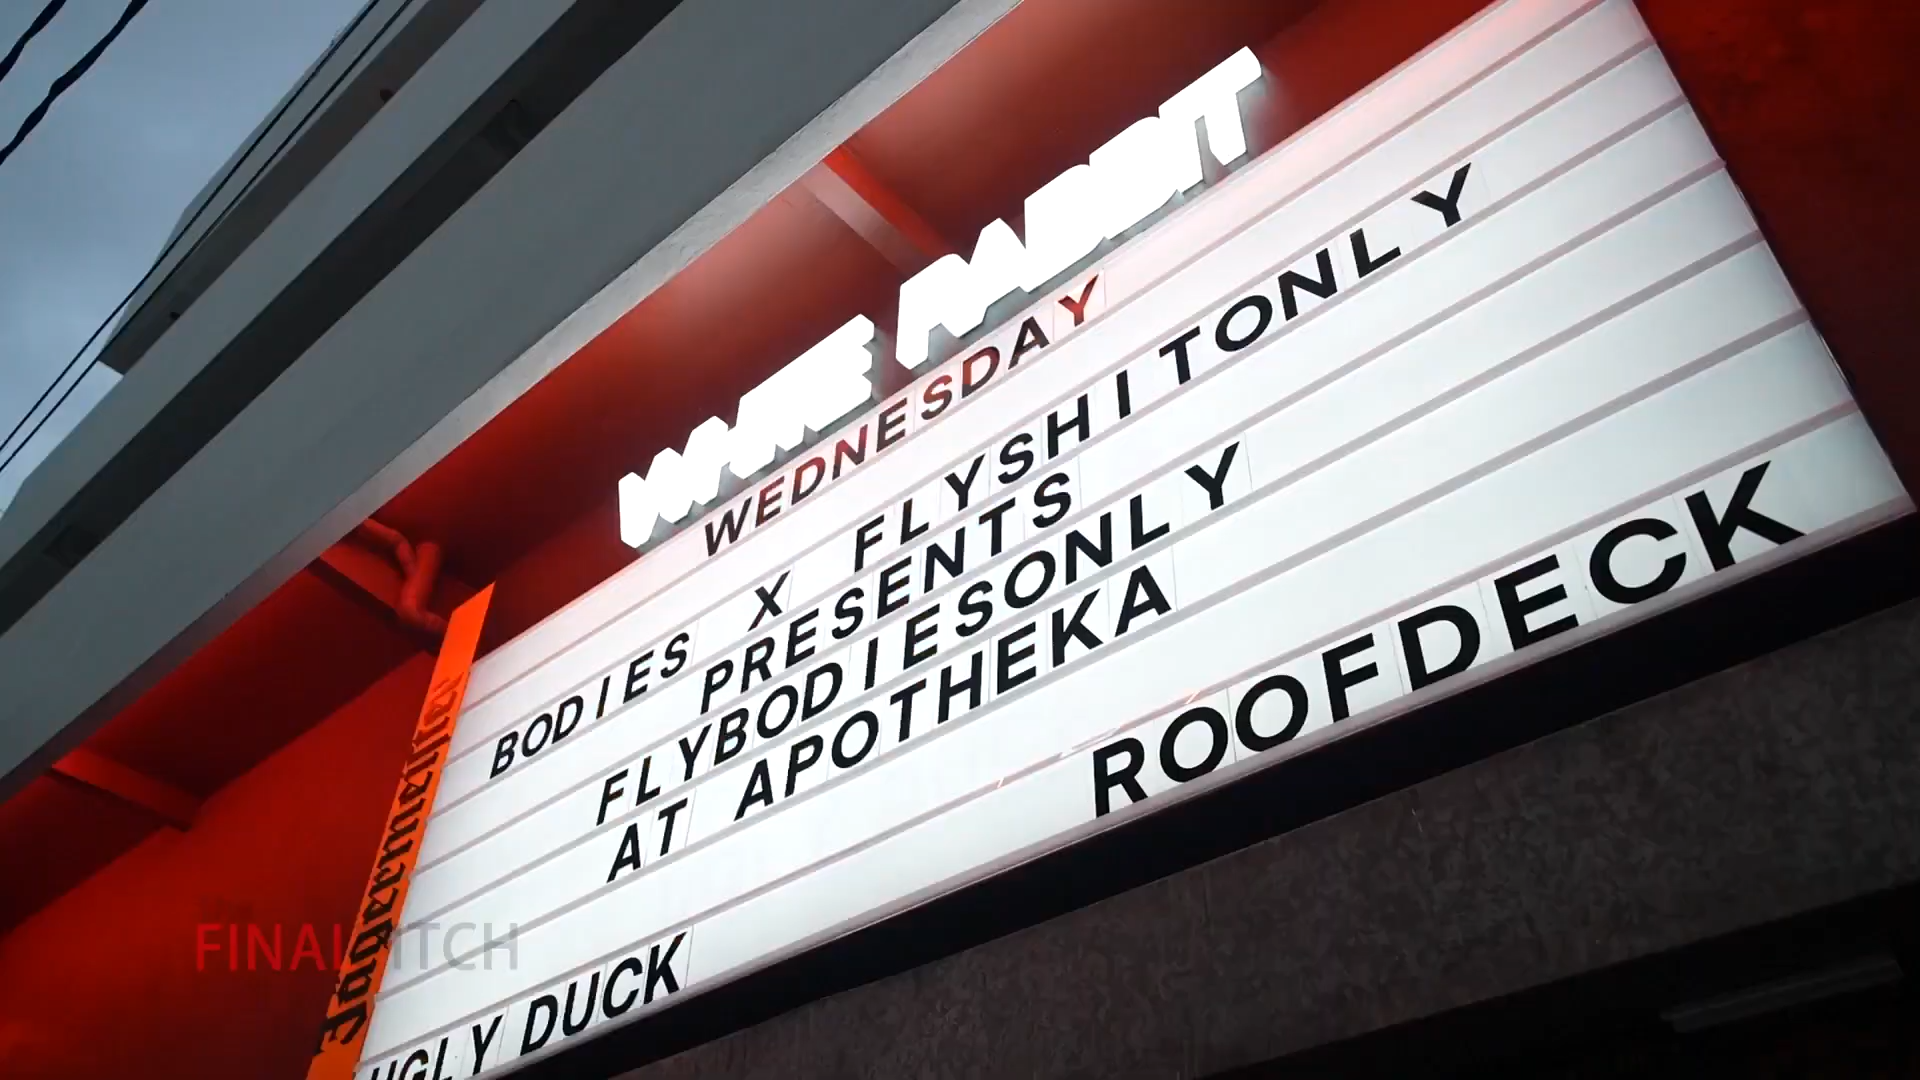 WHITE RABBIT
WEDNESDAY
BODIES X FLYSHITONLY
PRESENTS
FLYBODIESONLY
AT APOTHEKA
ROOFDECK
UGLY DUCK